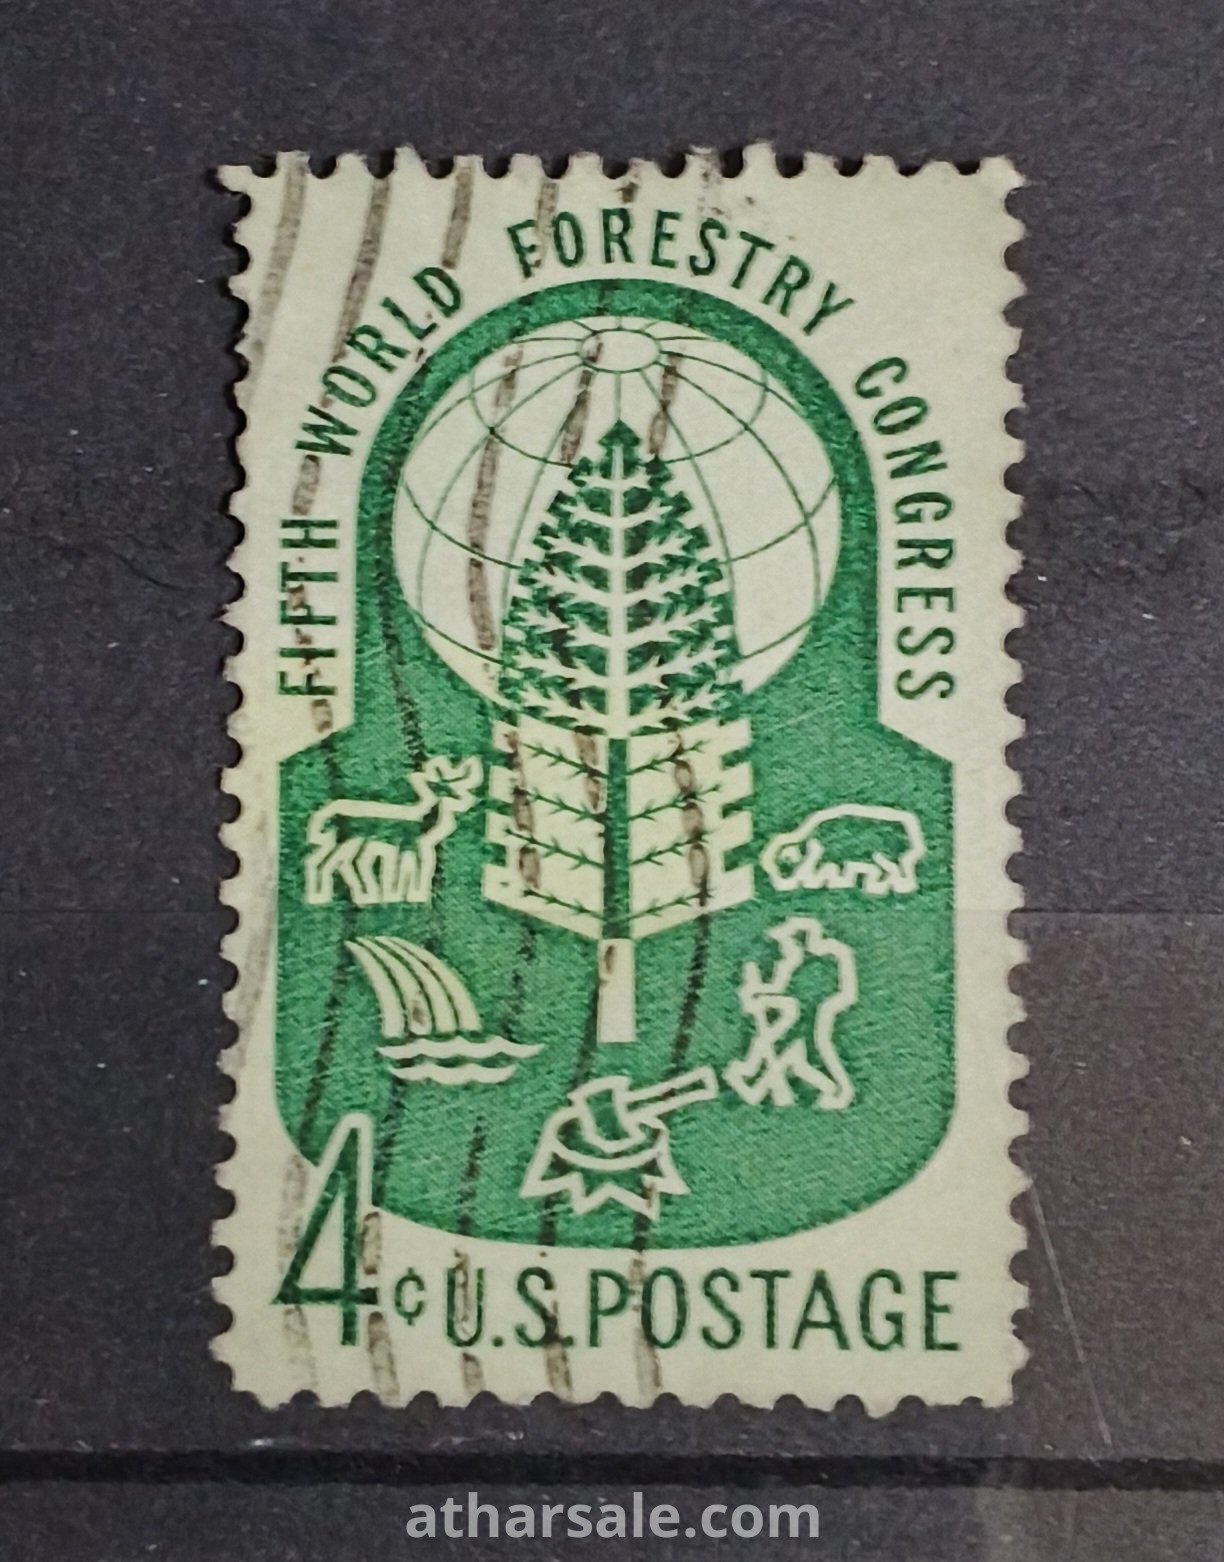 FIFTH WORLD FORESTRY CONGRESS
4¢ U.S. POSTAGE
atharsale.com